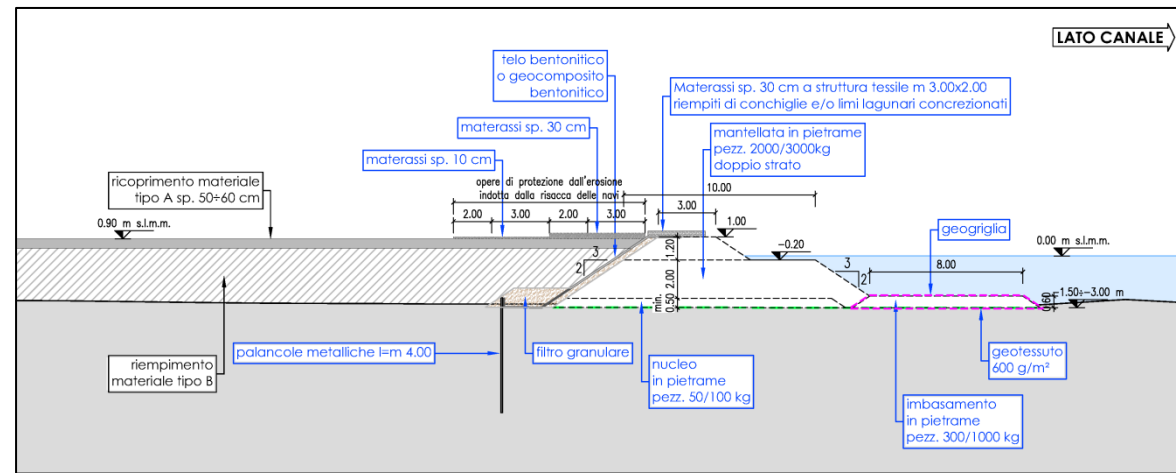 LATO CANALE
telo bentonitico
o geocomposito
bentonitico
Materassi sp. 30 cm a struttura tessile m 3.00x2.00
riempiti di conchiglie e/o limi lagunari concrezionati
materassi sp. 30 cm
mantellata in pietrame
pezz. 2000/3000kg
doppio strato
materassi sp. 10 cm
ricoprimento materiale
tipo A sp. 50÷60 cm
opere di protezione dall'erosione
indotta dalla risacca delle navi
10.00
2.00
3.00
2.00
3.00
3.00
0.90 m s.l.m.m.
1.00
geogriglia
-0.20
0.00 m s.l.m.m.
3
2
1.20
2.00
min.
0.50
3
2
8.00
0.60
1.50÷-3.00 m
palancole metalliche l=m 4.00
filtro granulare
riempimento
materiale tipo B
nucleo
in pietrame
pezz. 50/100 kg
geotessuto
600 g/m²
imbasamento
in pietrame
pezz. 300/1000 kg